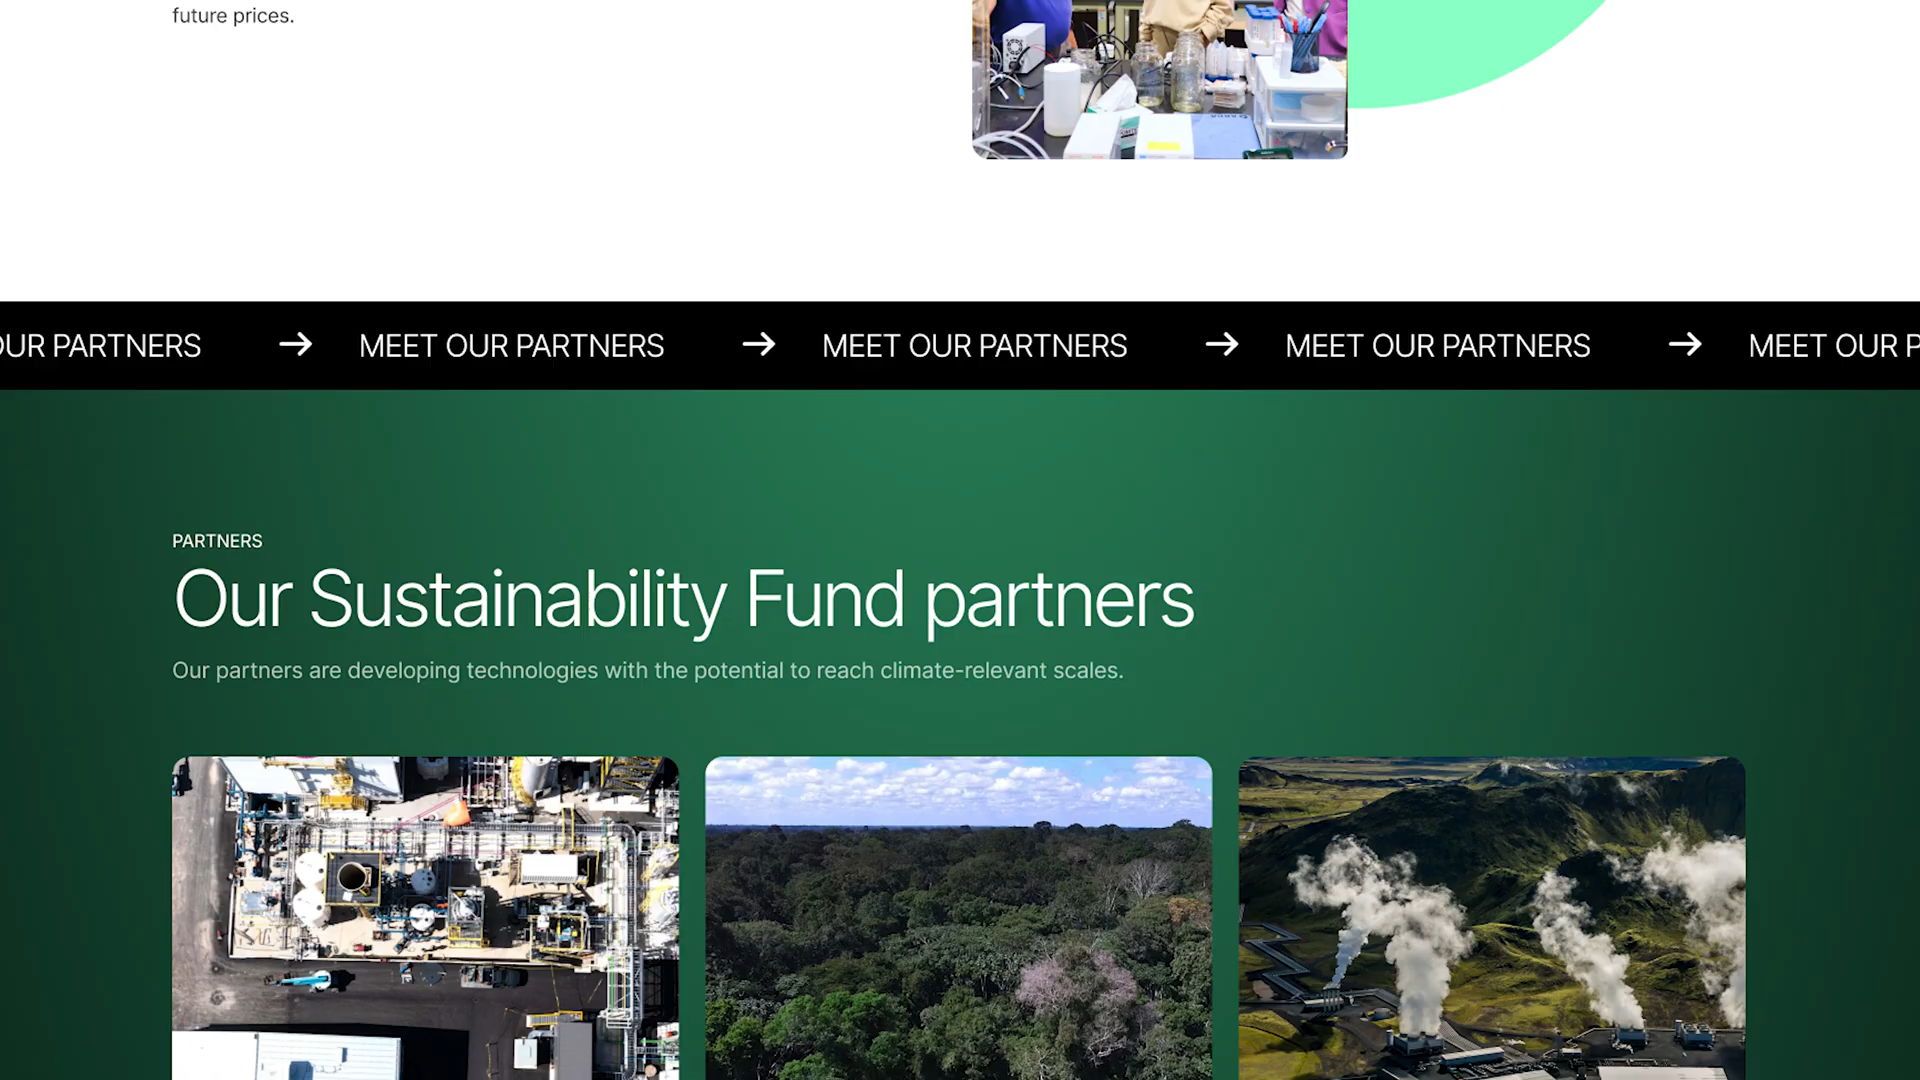 future prices.
OUR PARTNERS → MEET OUR PARTNERS → MEET OUR PARTNERS → MEET OUR PARTNERS → MEET OUR P
PARTNERS
Our Sustainability Fund partners
Our partners are developing technologies with the potential to reach climate-relevant scales.